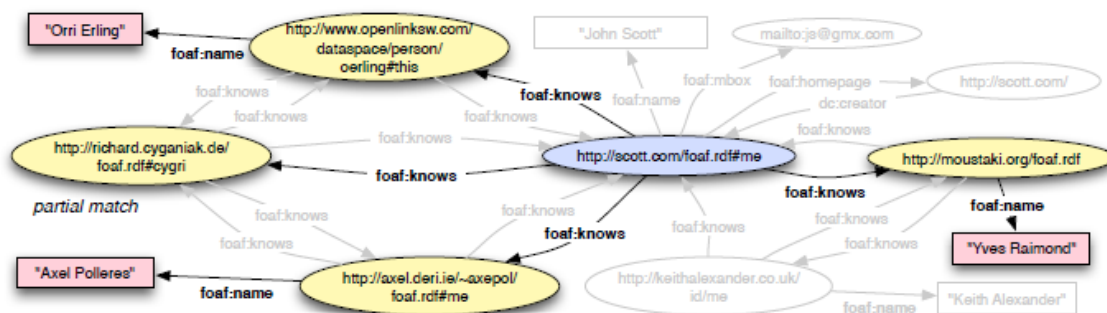 "Orri Erling"
foaf:name
http://www.openlinksw.com/
dataspace/person/
oerling#this
"John Scott"
mailto:js@gmx.com
foaf:mbox
foaf:homepage
foaf:name
http://scott.com/
dc:creator
foaf:knows
foaf:knows
foaf:knows
foaf:knows
foaf:knows
foaf:knows
foaf:knows
http://richard.cyganiak.de/
foaf.rdf#cygri
http://scott.com/foaf.rdf#me
http://moustaki.org/foaf.rdf
foaf:knows
foaf:knows
partial match
foaf:knows
foaf:knows
foaf:knows
foaf:knows
foaf:name
foaf:knows
foaf:knows
foaf:knows
foaf:knows
"Yves Raimond"
"Axel Polleres"
foaf:name
http://axel.deri.ie/~axepol/
foaf.rdf#me
http://keithalexander.co.uk/
id/me
foaf:name
"Keith Alexander"